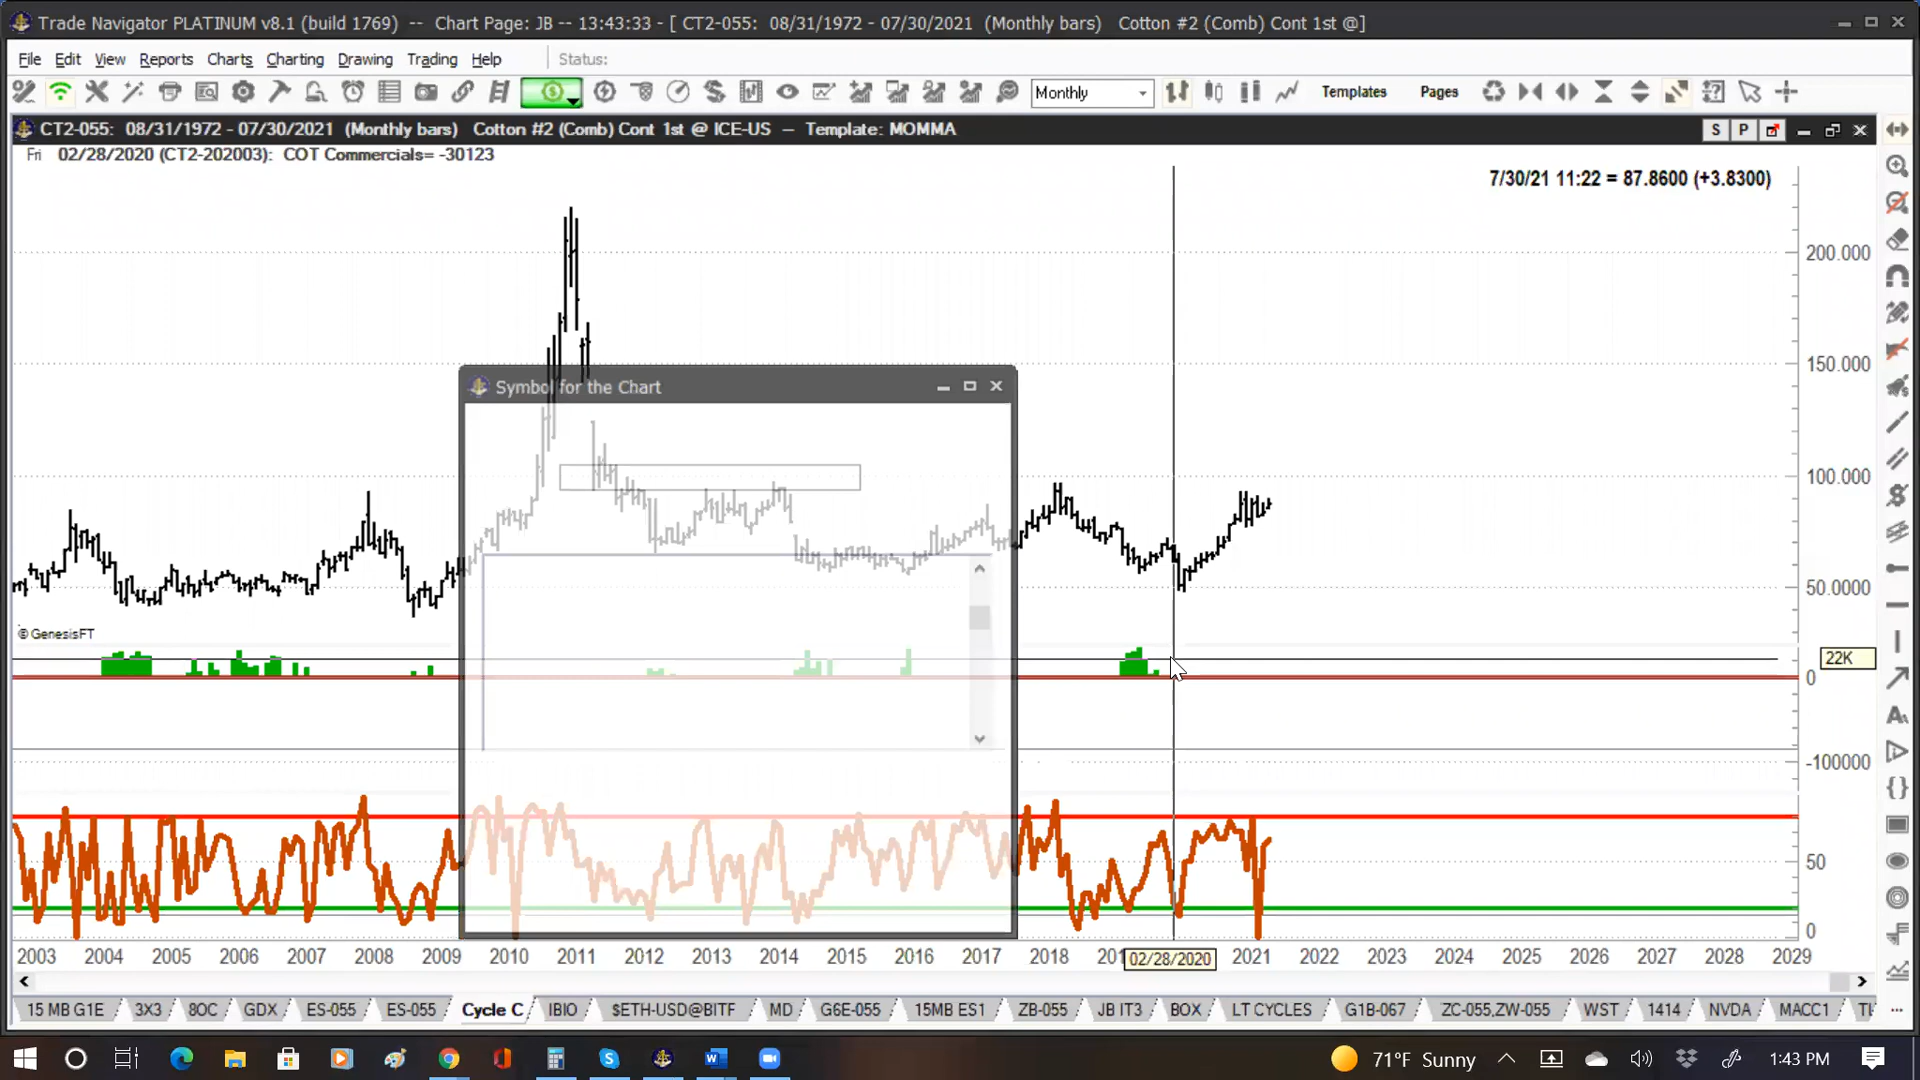 Trade Navigator PLATINUM v8.1 (build 1769) -- Chart Page: JB -- 13:43:33 - [ CT2-055: 08/31/1972 - 07/30/2021 (Monthly bars) Cotton #2 (Comb) Cont 1st @]
File Edit View Reports Charts Charting Drawing Trading Help Status:
Monthly Templates Pages
CT2-055: 08/31/1972 - 07/30/2021 (Monthly bars) Cotton #2 (Comb) Cont 1st @ ICE-US – Template: MOMMA S P
Fri 02/28/2020 (CT2-202003): COT Commercials= -30123
7/30/21 11:22 = 87.8600 (+3.8300)
200.000
150.000
Symbol for the Chart
100.000
50.0000
© GenesisFT
22K
0
-100000
50
0
2003 2004 2005 2006 2007 2008 2009 2010 2011 2012 2013 2014 2015 2016 2017 2018 201 02/28/2020 2021 2022 2023 2024 2025 2026 2027 2028 2029
15 MB G1E 3X3 8OC GDX ES-055 ES-055 Cycle C IBIO $ETH-USD@BITF MD G6E-055 15MB ES1 ZB-055 JB IT3 BOX LT CYCLES G1B-067 ZC-055,ZW-055 WST 1414 NVDA MACC1
71°F Sunny 1:43 PM